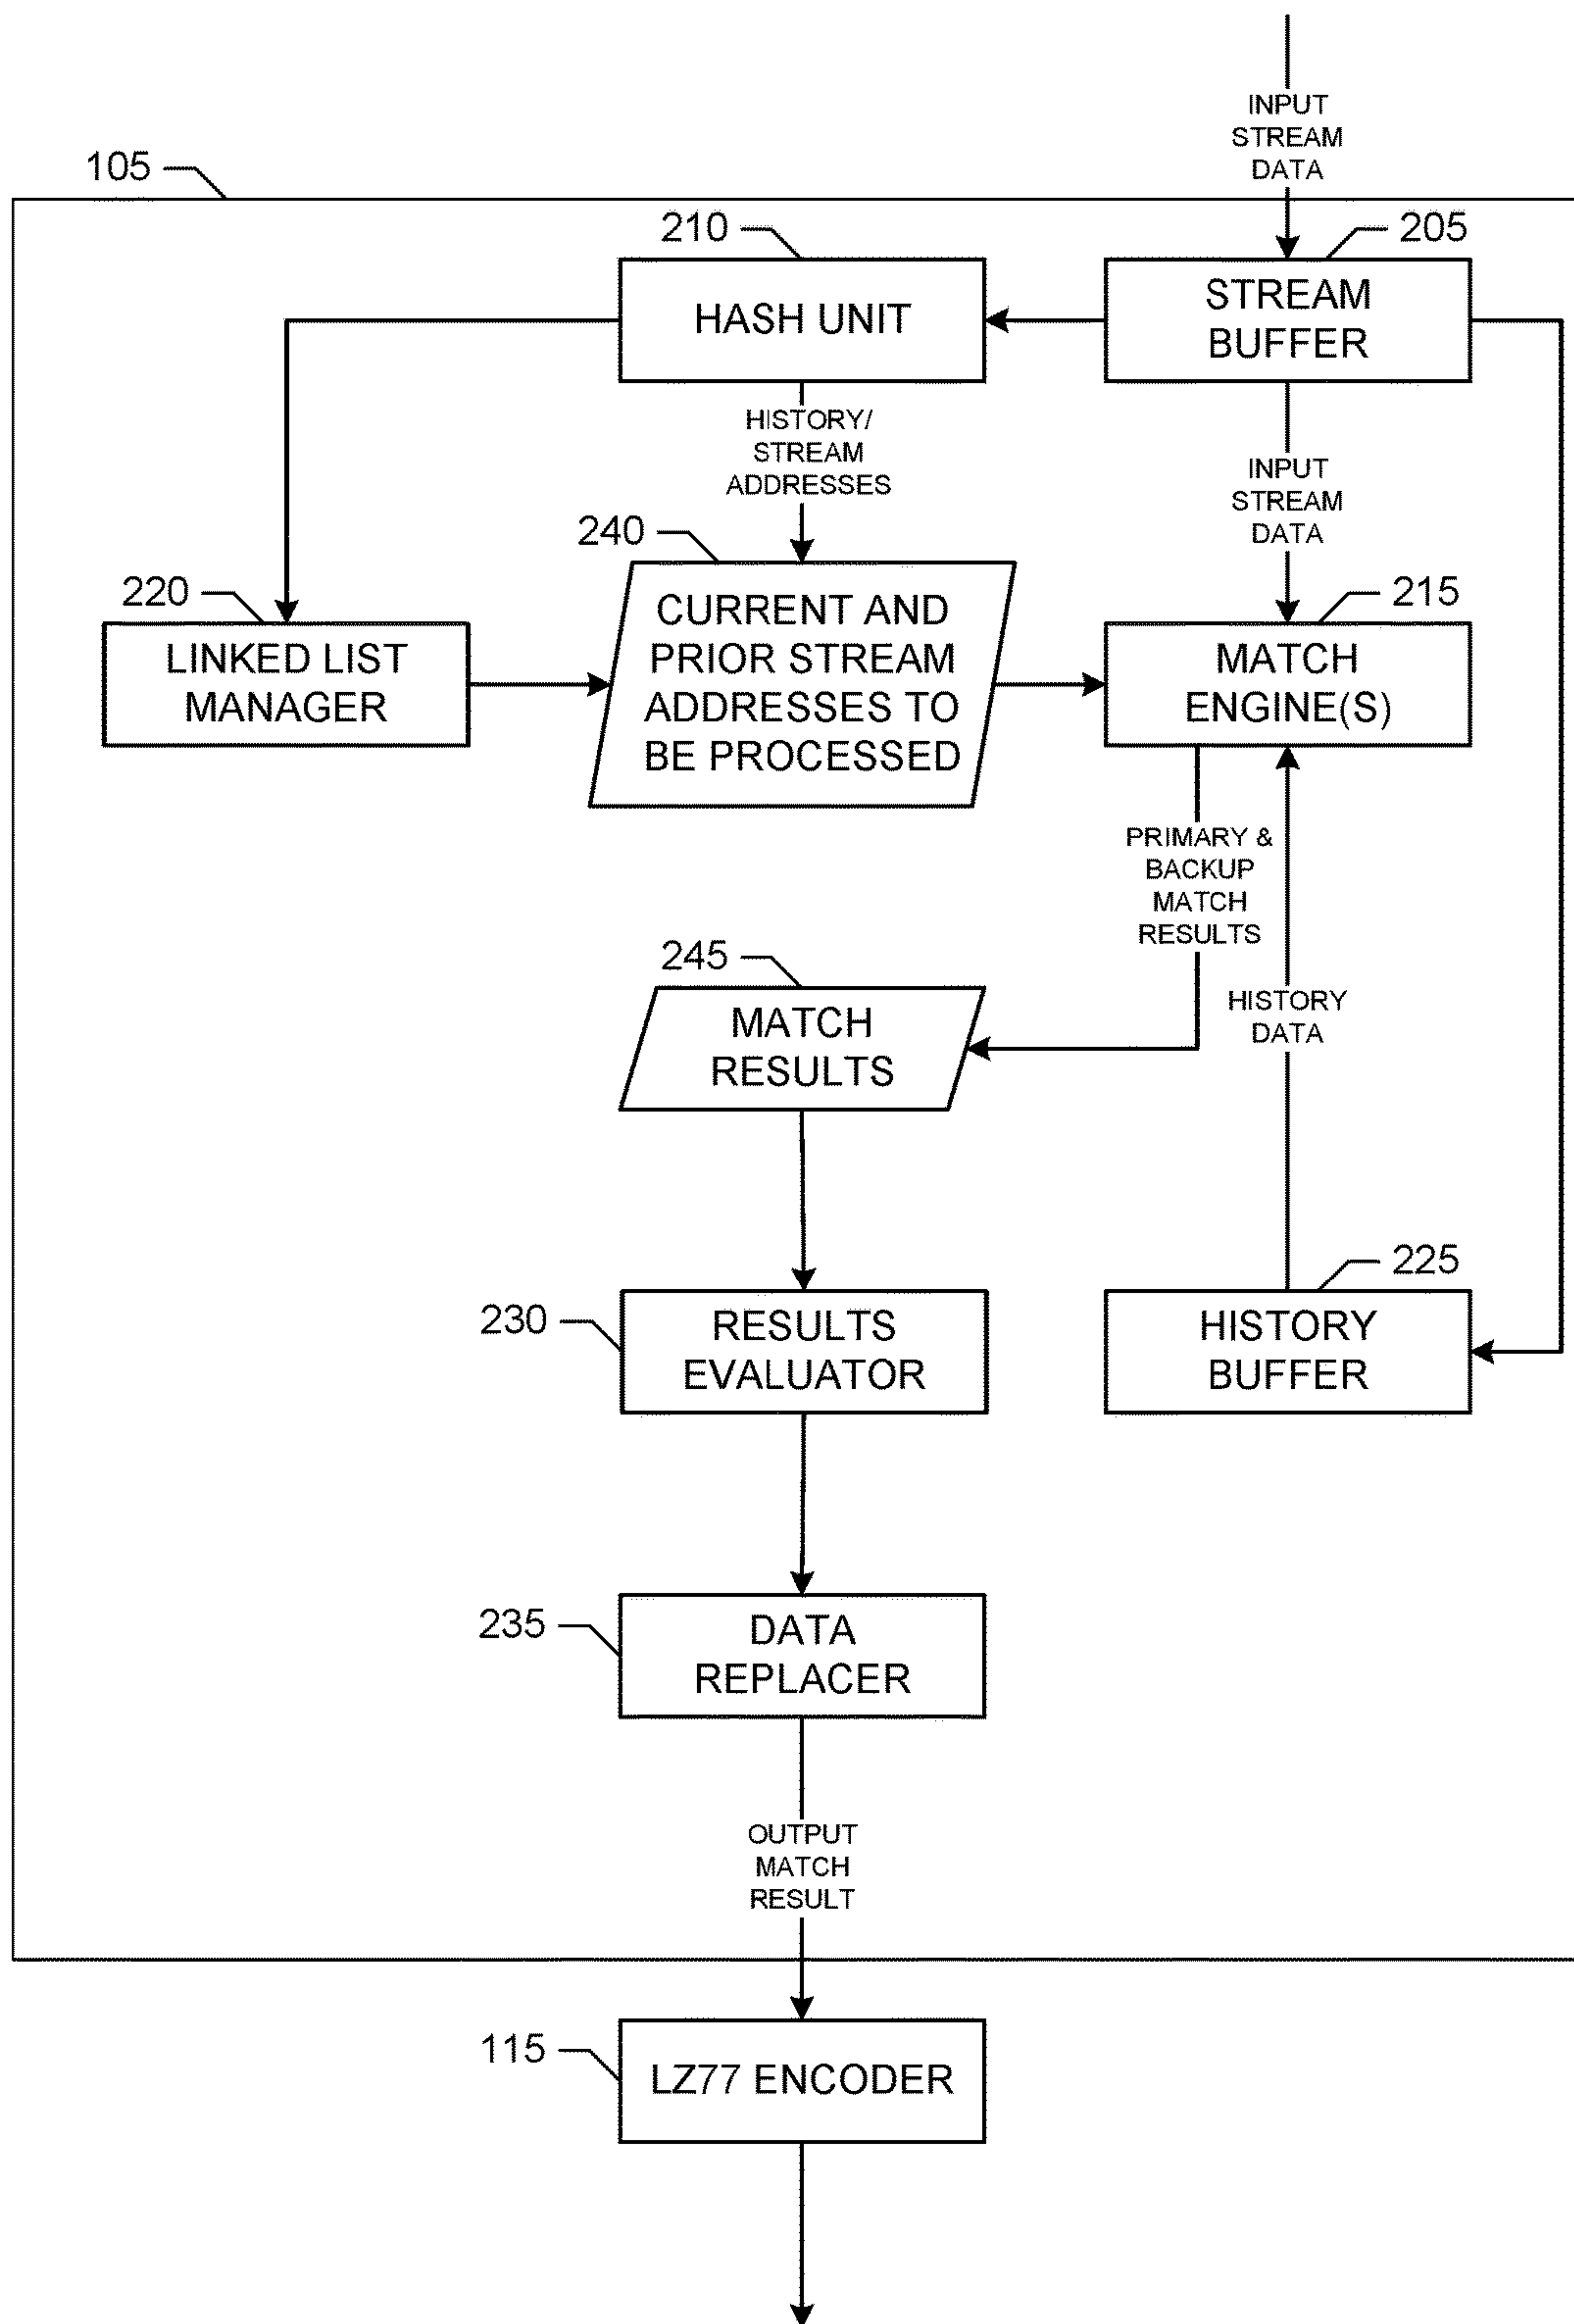 INPUT
STREAM
DATA
105
210
205
HASH UNIT
STREAM
BUFFER
HISTORY/
STREAM
ADDRESSES
INPUT
STREAM
DATA
240
220
215
CURRENT AND
PRIOR STREAM
ADDRESSES TO
BE PROCESSED
LINKED LIST
MANAGER
MATCH
ENGINE(S)
PRIMARY &
BACKUP
MATCH
RESULTS
245
MATCH
RESULTS
HISTORY
DATA
225
230
RESULTS
EVALUATOR
HISTORY
BUFFER
235
DATA
REPLACER
OUTPUT
MATCH
RESULT
115
LZ77 ENCODER